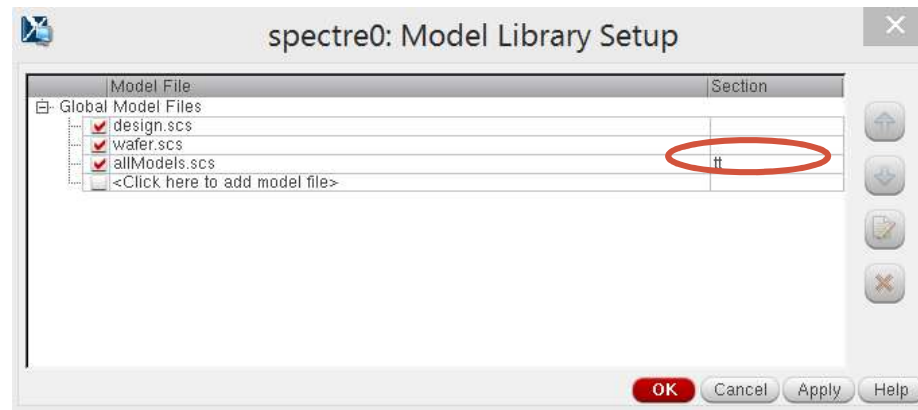 spectre0: Model Library Setup
Model File Section
Global Model Files
design.scs
wafer.scs
allModels.scs tt
<Click here to add model file>
OK Cancel Apply Help